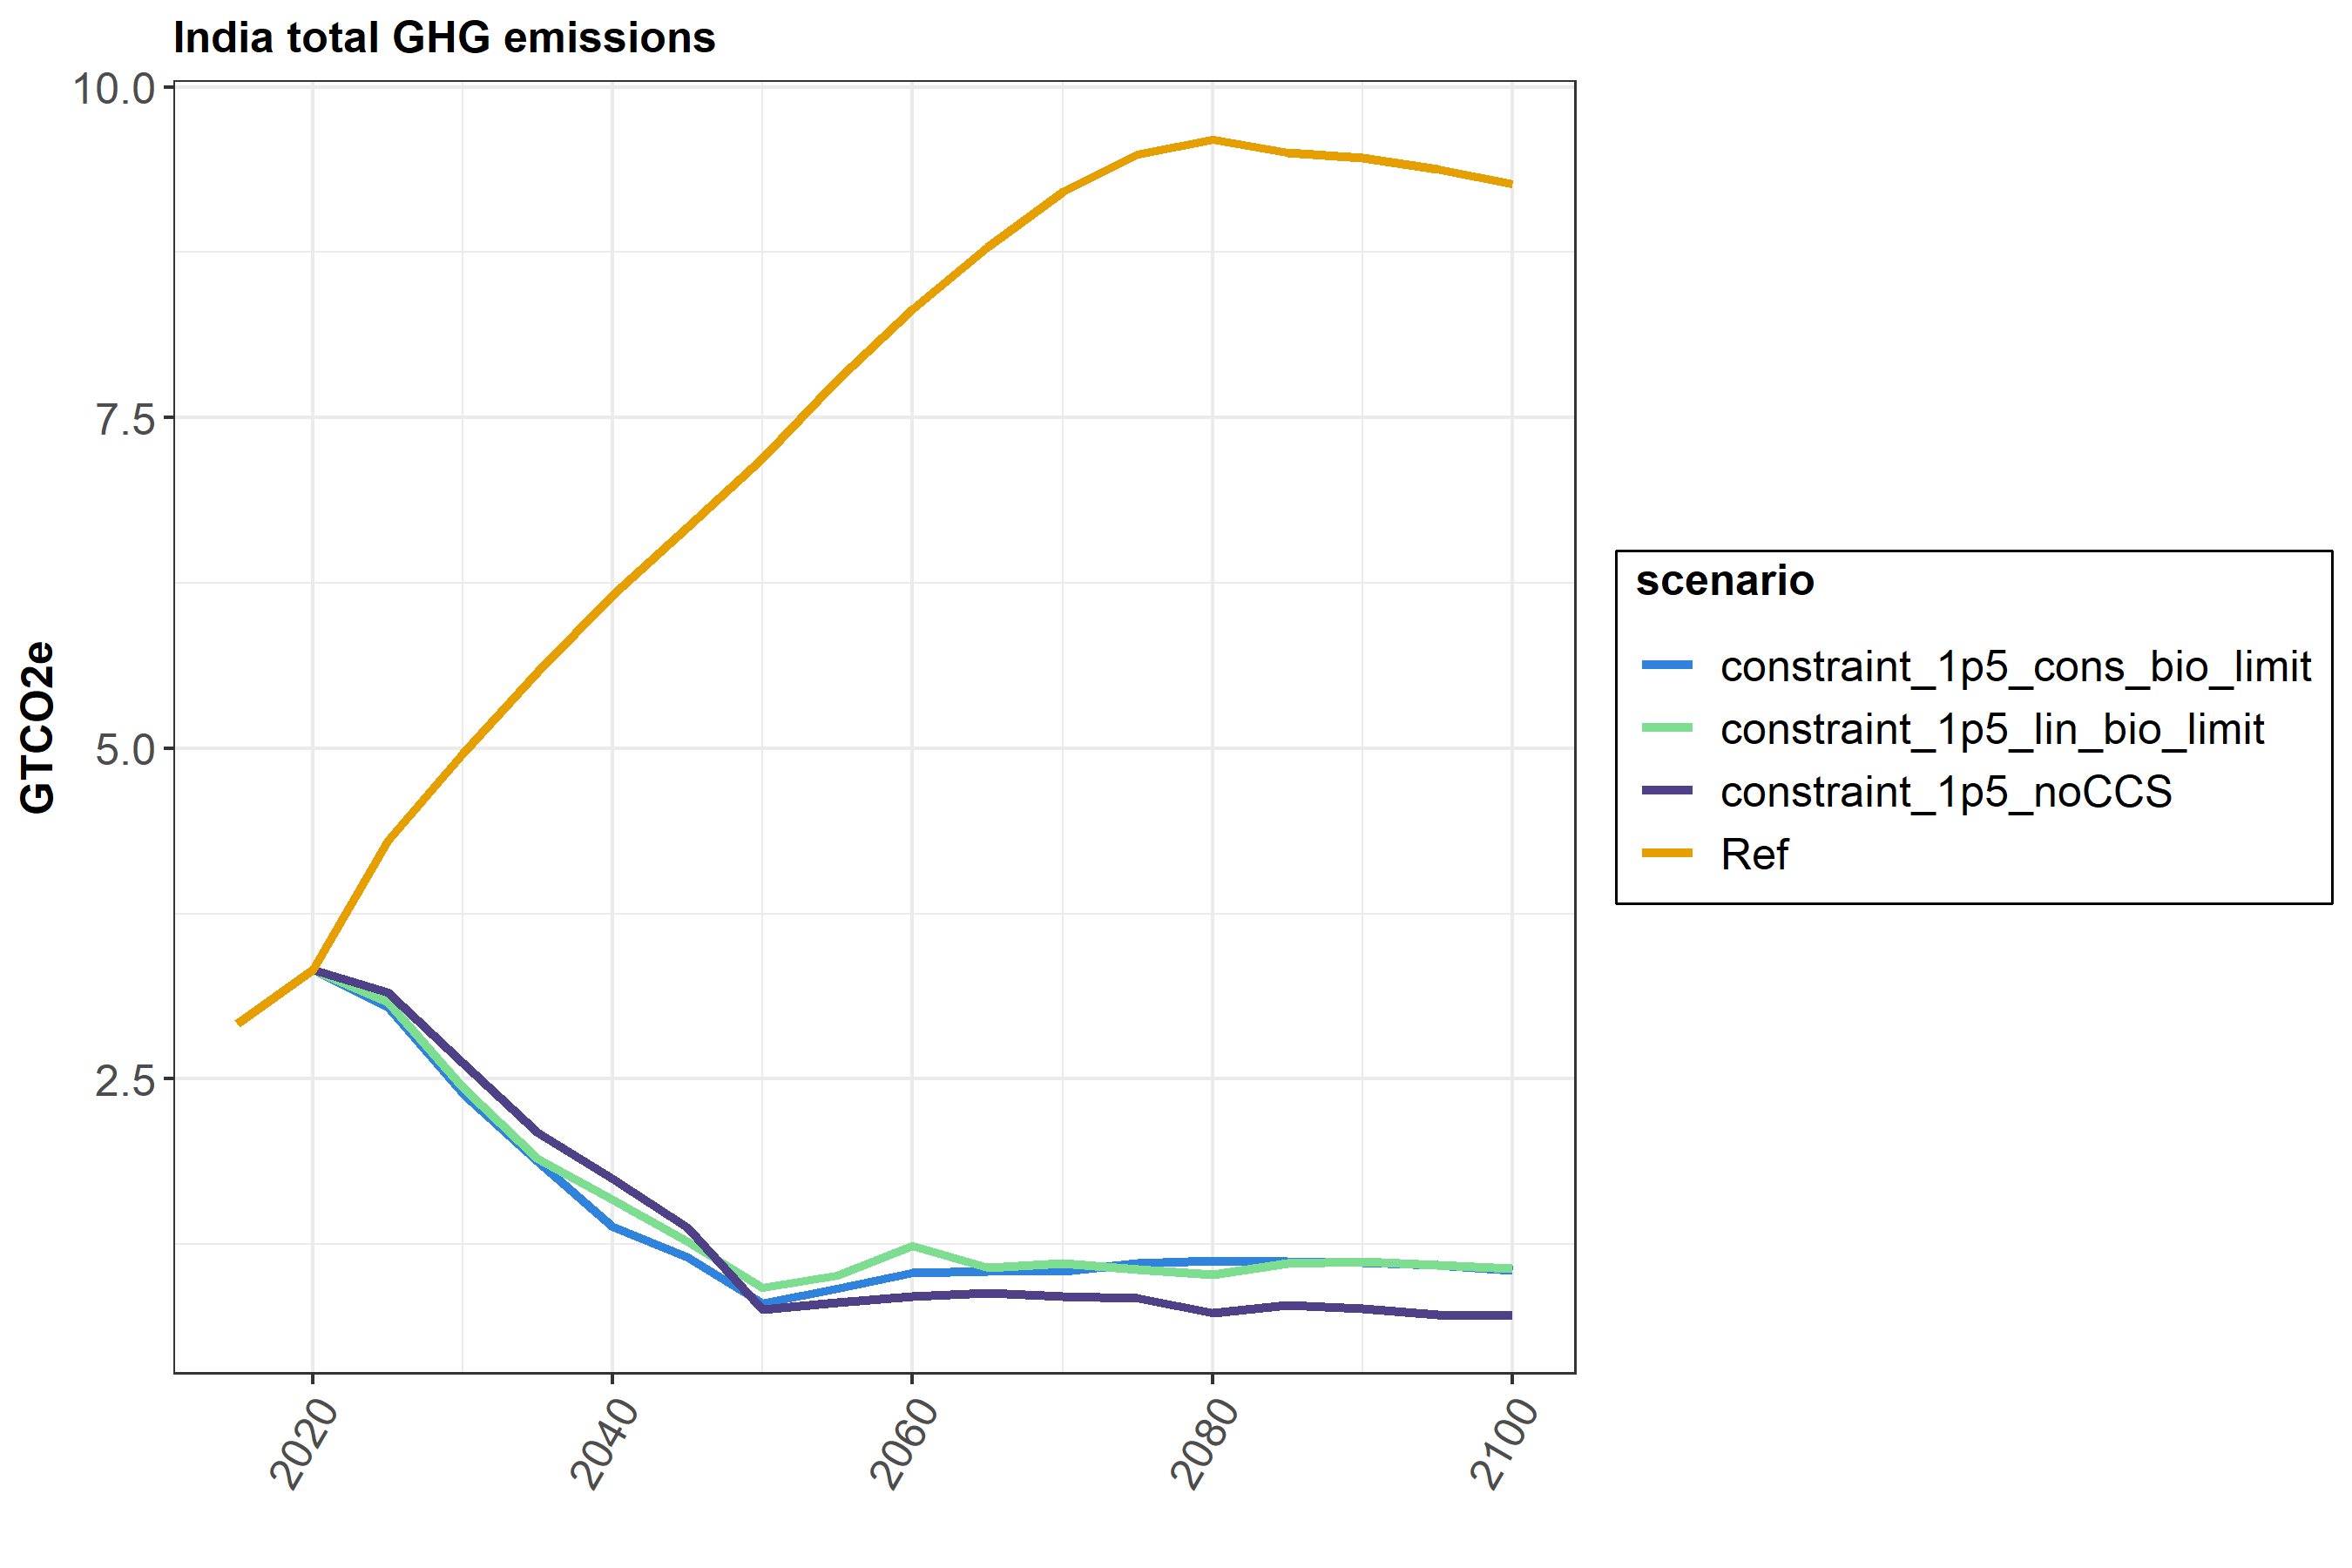 India total GHG emissions
10.0
7.5
5.0
2.5
GTCO2e
2020
2040
2060
2080
2100
scenario
constraint_1p5_cons_bio_limit
constraint_1p5_lin_bio_limit
constraint_1p5_noCCS
Ref